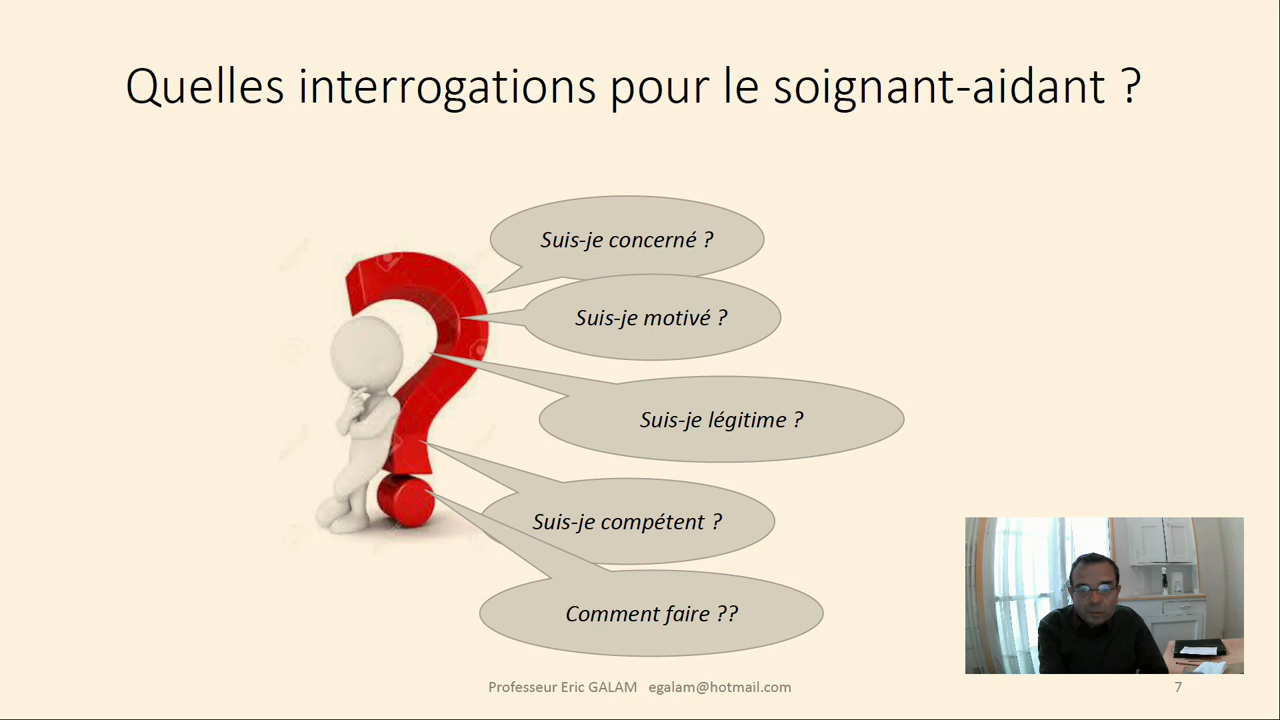 Quelles interrogations pour le soignant-aidant ?
Suis-je concerné ?
Suis-je motivé ?
Suis-je légitime ?
Suis-je compétent ?
Comment faire ??
Professeur Eric GALAM egalam@hotmail.com
7